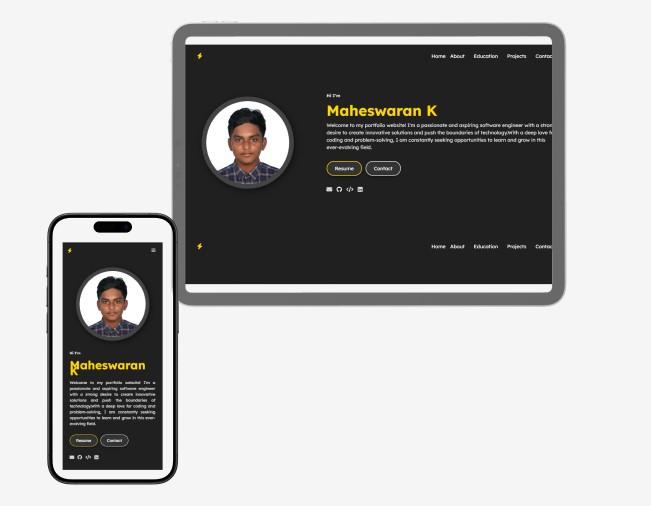 Home About Education Projects Contac
Hi I'm
Maheswaran K
Welcome to my portfolio website! I'm a passionate and aspiring software engineer with a stron
desire to create innovative solutions and push the boundaries of technology.With a deep love f
coding and problem-solving, I am constantly seeking opportunities to learn and grow in this
ever-evolving field.
Resume Contact
Home About Education Projects Contac
Hi I'm
Maheswaran
K
Welcome to my portfolio website! I'm a
passionate and aspiring software engineer
with a strong desire to create innovative
solutions and push the boundaries of
technology.With a deep love for coding and
problem-solving, I am constantly seeking
opportunities to learn and grow in this ever-
evolving field.
Resume Contact